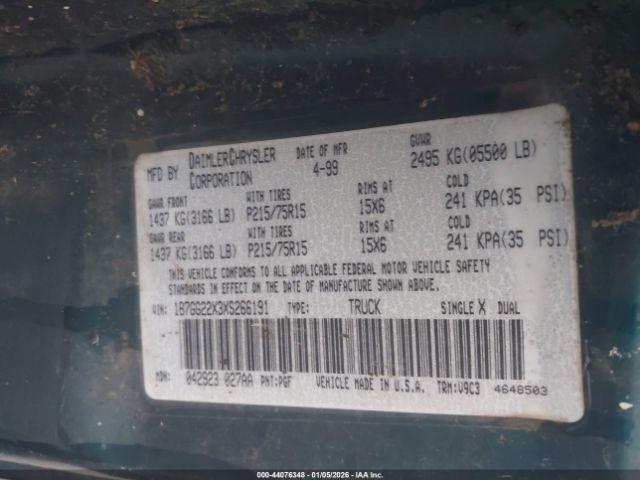 MFD BY DAIMLERCHRYSLER CORPORATION DATE OF MFR 4-99 GVWR 2495 KG(05500 LB)
GAWR FRONT WITH TIRES RIMS AT COLD
1437 KG(3166 LB) P215/75R15 15X6 241 KPA(35 PSI)
GAWR REAR WITH TIRES RIMS AT COLD
1437 KG(3166 LB) P215/75R15 15X6 241 KPA(35 PSI)
THIS VEHICLE CONFORMS TO ALL APPLICABLE FEDERAL MOTOR VEHICLE SAFETY
STANDARDS IN EFFECT ON THE DATE OF MANUFACTURE SHOWN ABOVE.
VIN: 1B7GG22X3XS266191 TYPE: TRUCK SINGLE X DUAL
MDH: 042923 027AA PNT:PGF VEHICLE MADE IN U.S.A. TRM:V9C3 4648503
000-44076348 - 01/05/2026 - IAA Inc.